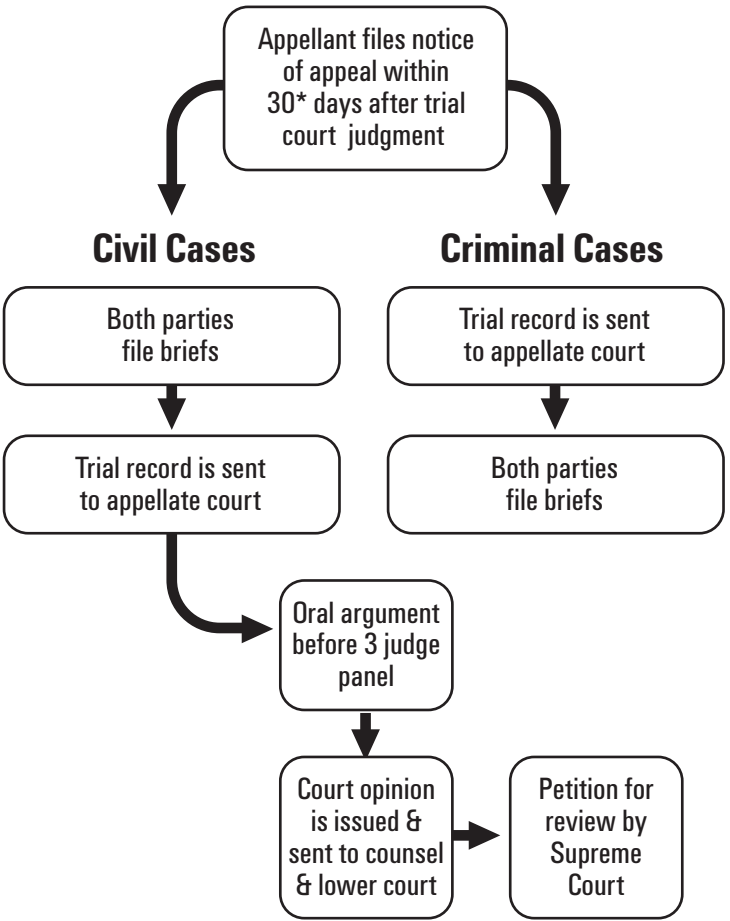 Appellant files notice
of appeal within
30* days after trial
court judgment
Civil Cases
Both parties
file briefs
Trial record is sent
to appellate court
Criminal Cases
Trial record is sent
to appellate court
Both parties
file briefs
Oral argument
before 3 judge
panel
Court opinion
is issued &
sent to counsel
& lower court
Petition for
review by
Supreme
Court